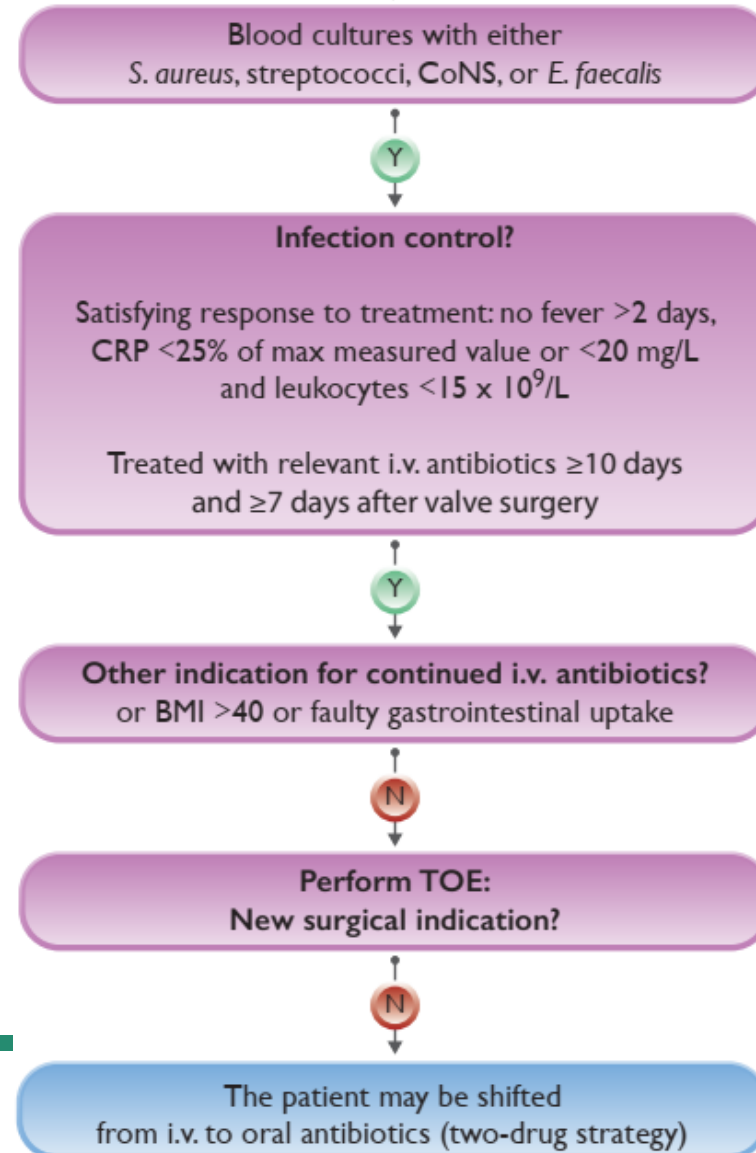 Blood cultures with either
S. aureus, streptococci, CoNS, or E. faecalis
Y
Infection control?
Satisfying response to treatment: no fever >2 days,
CRP <25% of max measured value or <20 mg/L
and leukocytes <15 x 10⁹/L
Treated with relevant i.v. antibiotics ≥10 days
and ≥7 days after valve surgery
Y
Other indication for continued i.v. antibiotics?
or BMI >40 or faulty gastrointestinal uptake
N
Perform TOE:
New surgical indication?
N
The patient may be shifted
from i.v. to oral antibiotics (two-drug strategy)